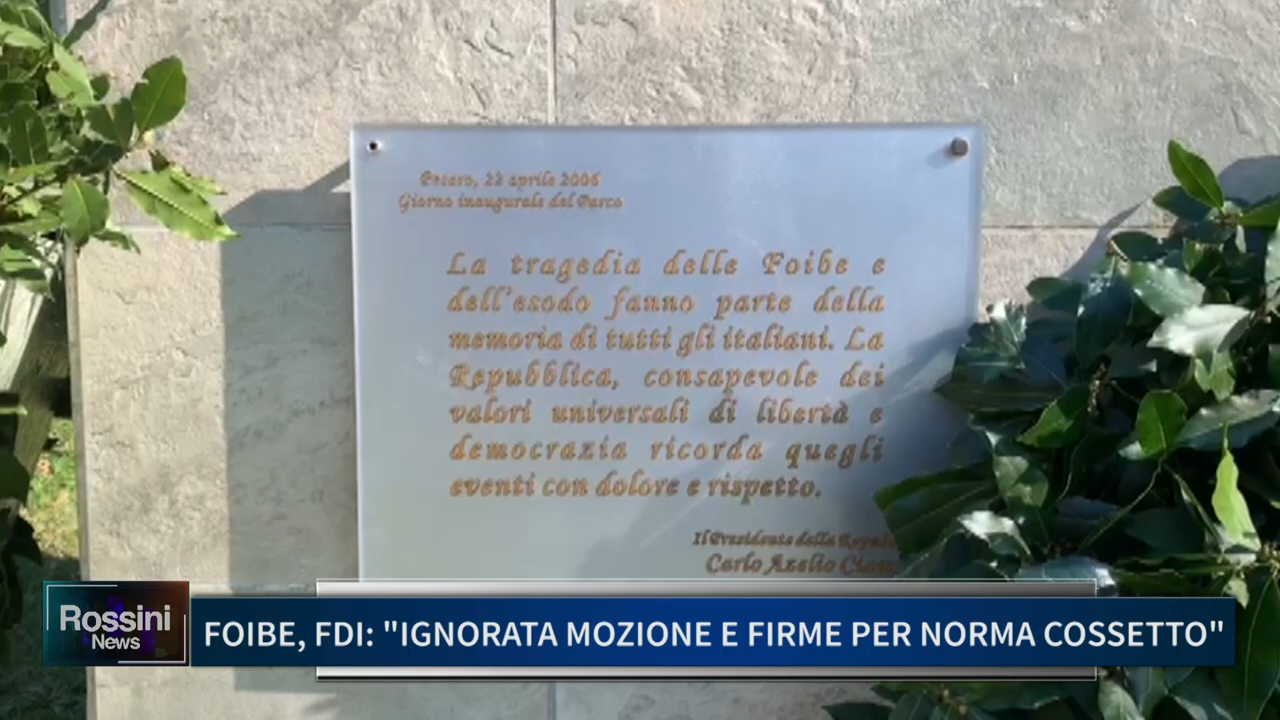 Pesaro, 22 aprile 2006
Giorno inaugurale del Parco
La tragedia delle Foibe e
dell'esodo fanno parte della
memoria di tutti gli italiani. La
Repubblica, consapevole dei
valori universali di libertà e
democrazia ricorda quegli
eventi con dolore e rispetto.
Il Presidente della
Carlo Azelio
Rossini
News
FOIBE, FDI: "IGNORATA MOZIONE E FIRME PER NORMA COSSETTO"